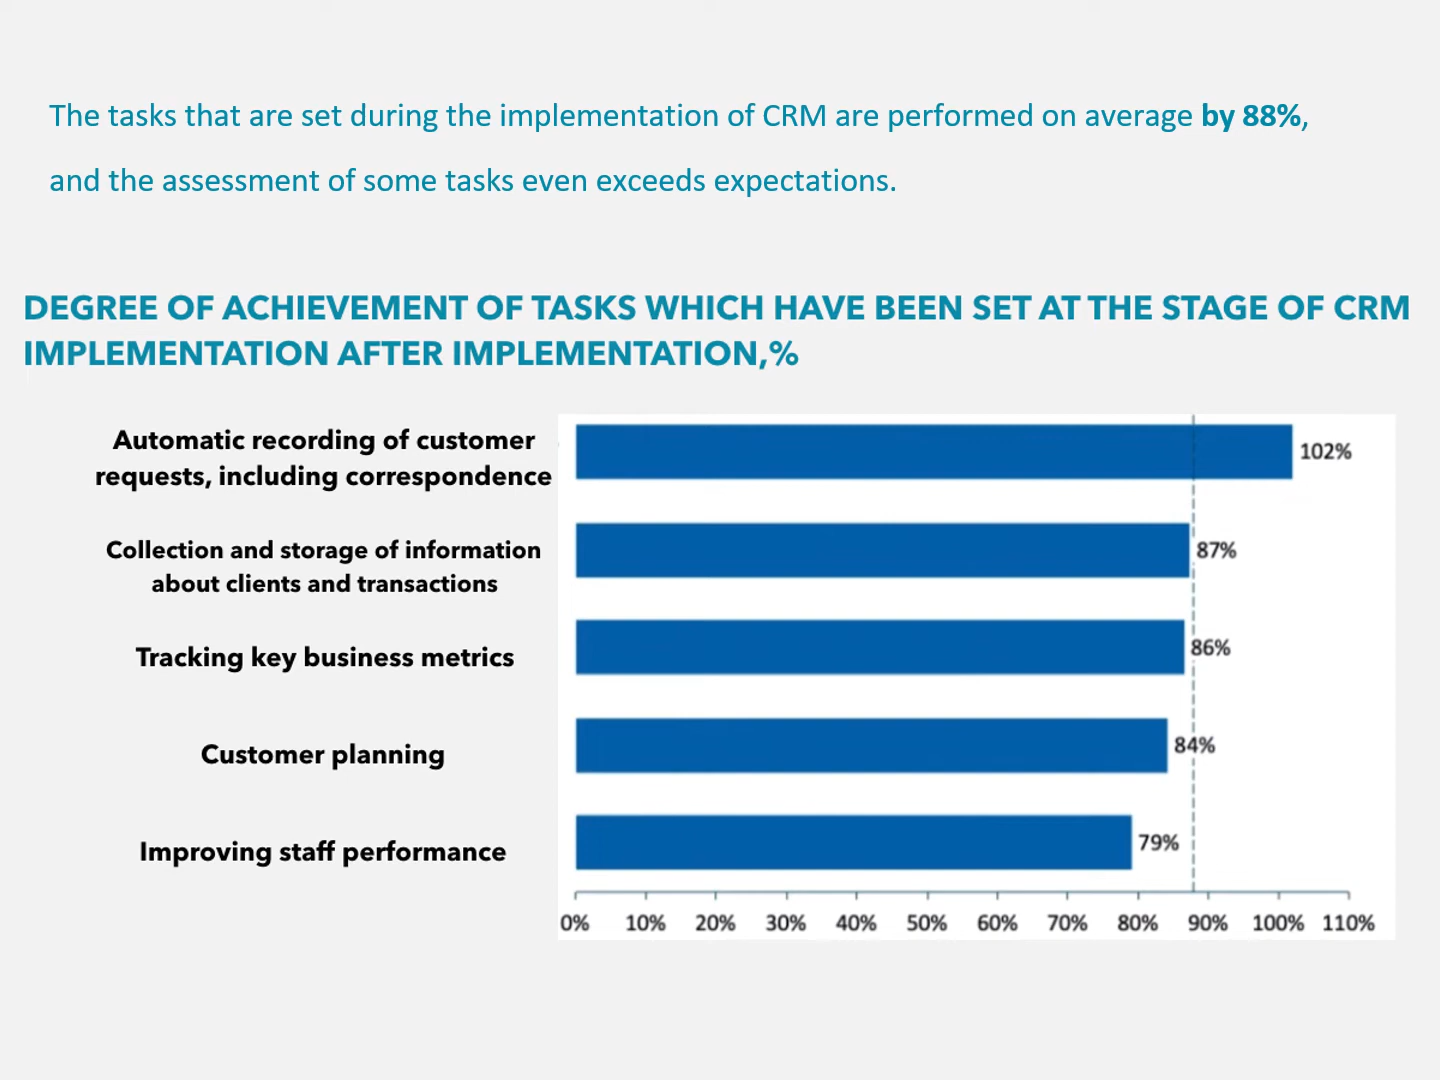 The tasks that are set during the implementation of CRM are performed on average by 88%,
and the assessment of some tasks even exceeds expectations.
DEGREE OF ACHIEVEMENT OF TASKS WHICH HAVE BEEN SET AT THE STAGE OF CRM
IMPLEMENTATION AFTER IMPLEMENTATION,%
Automatic recording of customer
requests, including correspondence
102%
Collection and storage of information
about clients and transactions
87%
Tracking key business metrics
86%
Customer planning
84%
Improving staff performance
79%
0% 10% 20% 30% 40% 50% 60% 70% 80% 90% 100% 110%